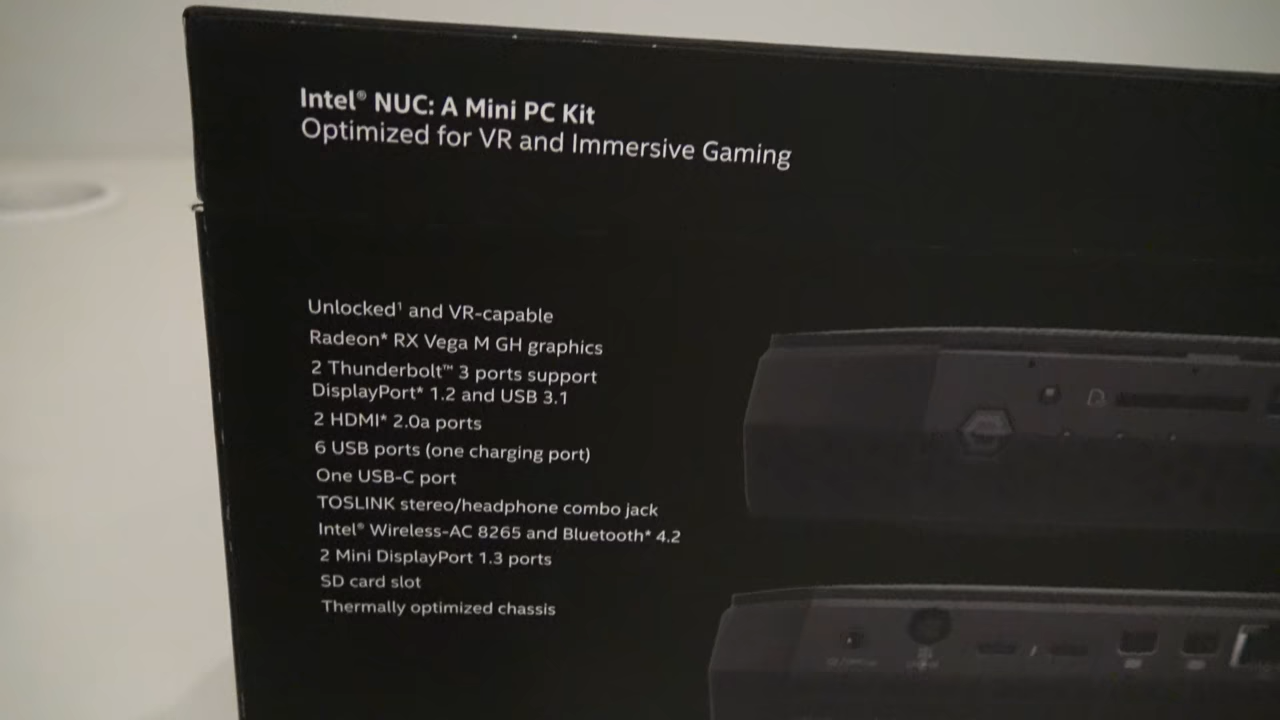 Intel® NUC: A Mini PC Kit
Optimized for VR and Immersive Gaming
Unlocked¹ and VR-capable
Radeon* RX Vega M GH graphics
2 Thunderbolt™ 3 ports support
DisplayPort* 1.2 and USB 3.1
2 HDMI* 2.0a ports
6 USB ports (one charging port)
One USB-C port
TOSLINK stereo/headphone combo jack
Intel® Wireless-AC 8265 and Bluetooth* 4.2
2 Mini DisplayPort 1.3 ports
SD card slot
Thermally optimized chassis